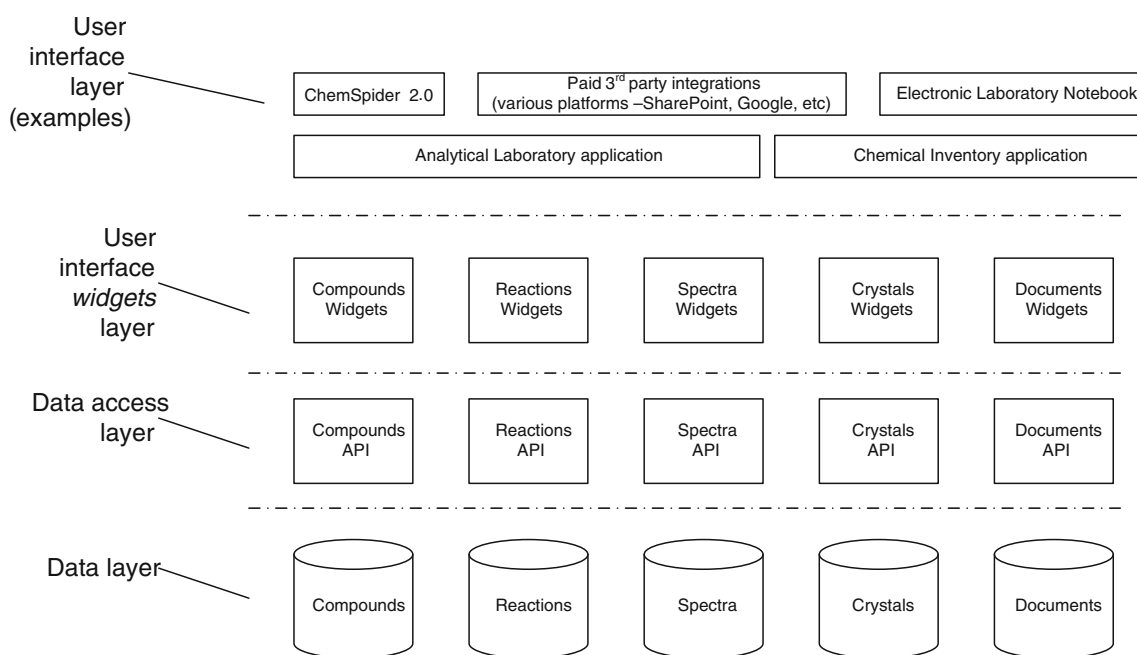 User
interface
layer
(examples)
ChemSpider 2.0
Paid 3rd party integrations
(various platforms –SharePoint, Google, etc)
Electronic Laboratory Notebook
Analytical Laboratory application
Chemical Inventory application
User
interface
widgets
layer
Compounds
Widgets
Reactions
Widgets
Spectra
Widgets
Crystals
Widgets
Documents
Widgets
Data access
layer
Compounds
API
Reactions
API
Spectra
API
Crystals
API
Documents
API
Data layer
Compounds
Reactions
Spectra
Crystals
Documents